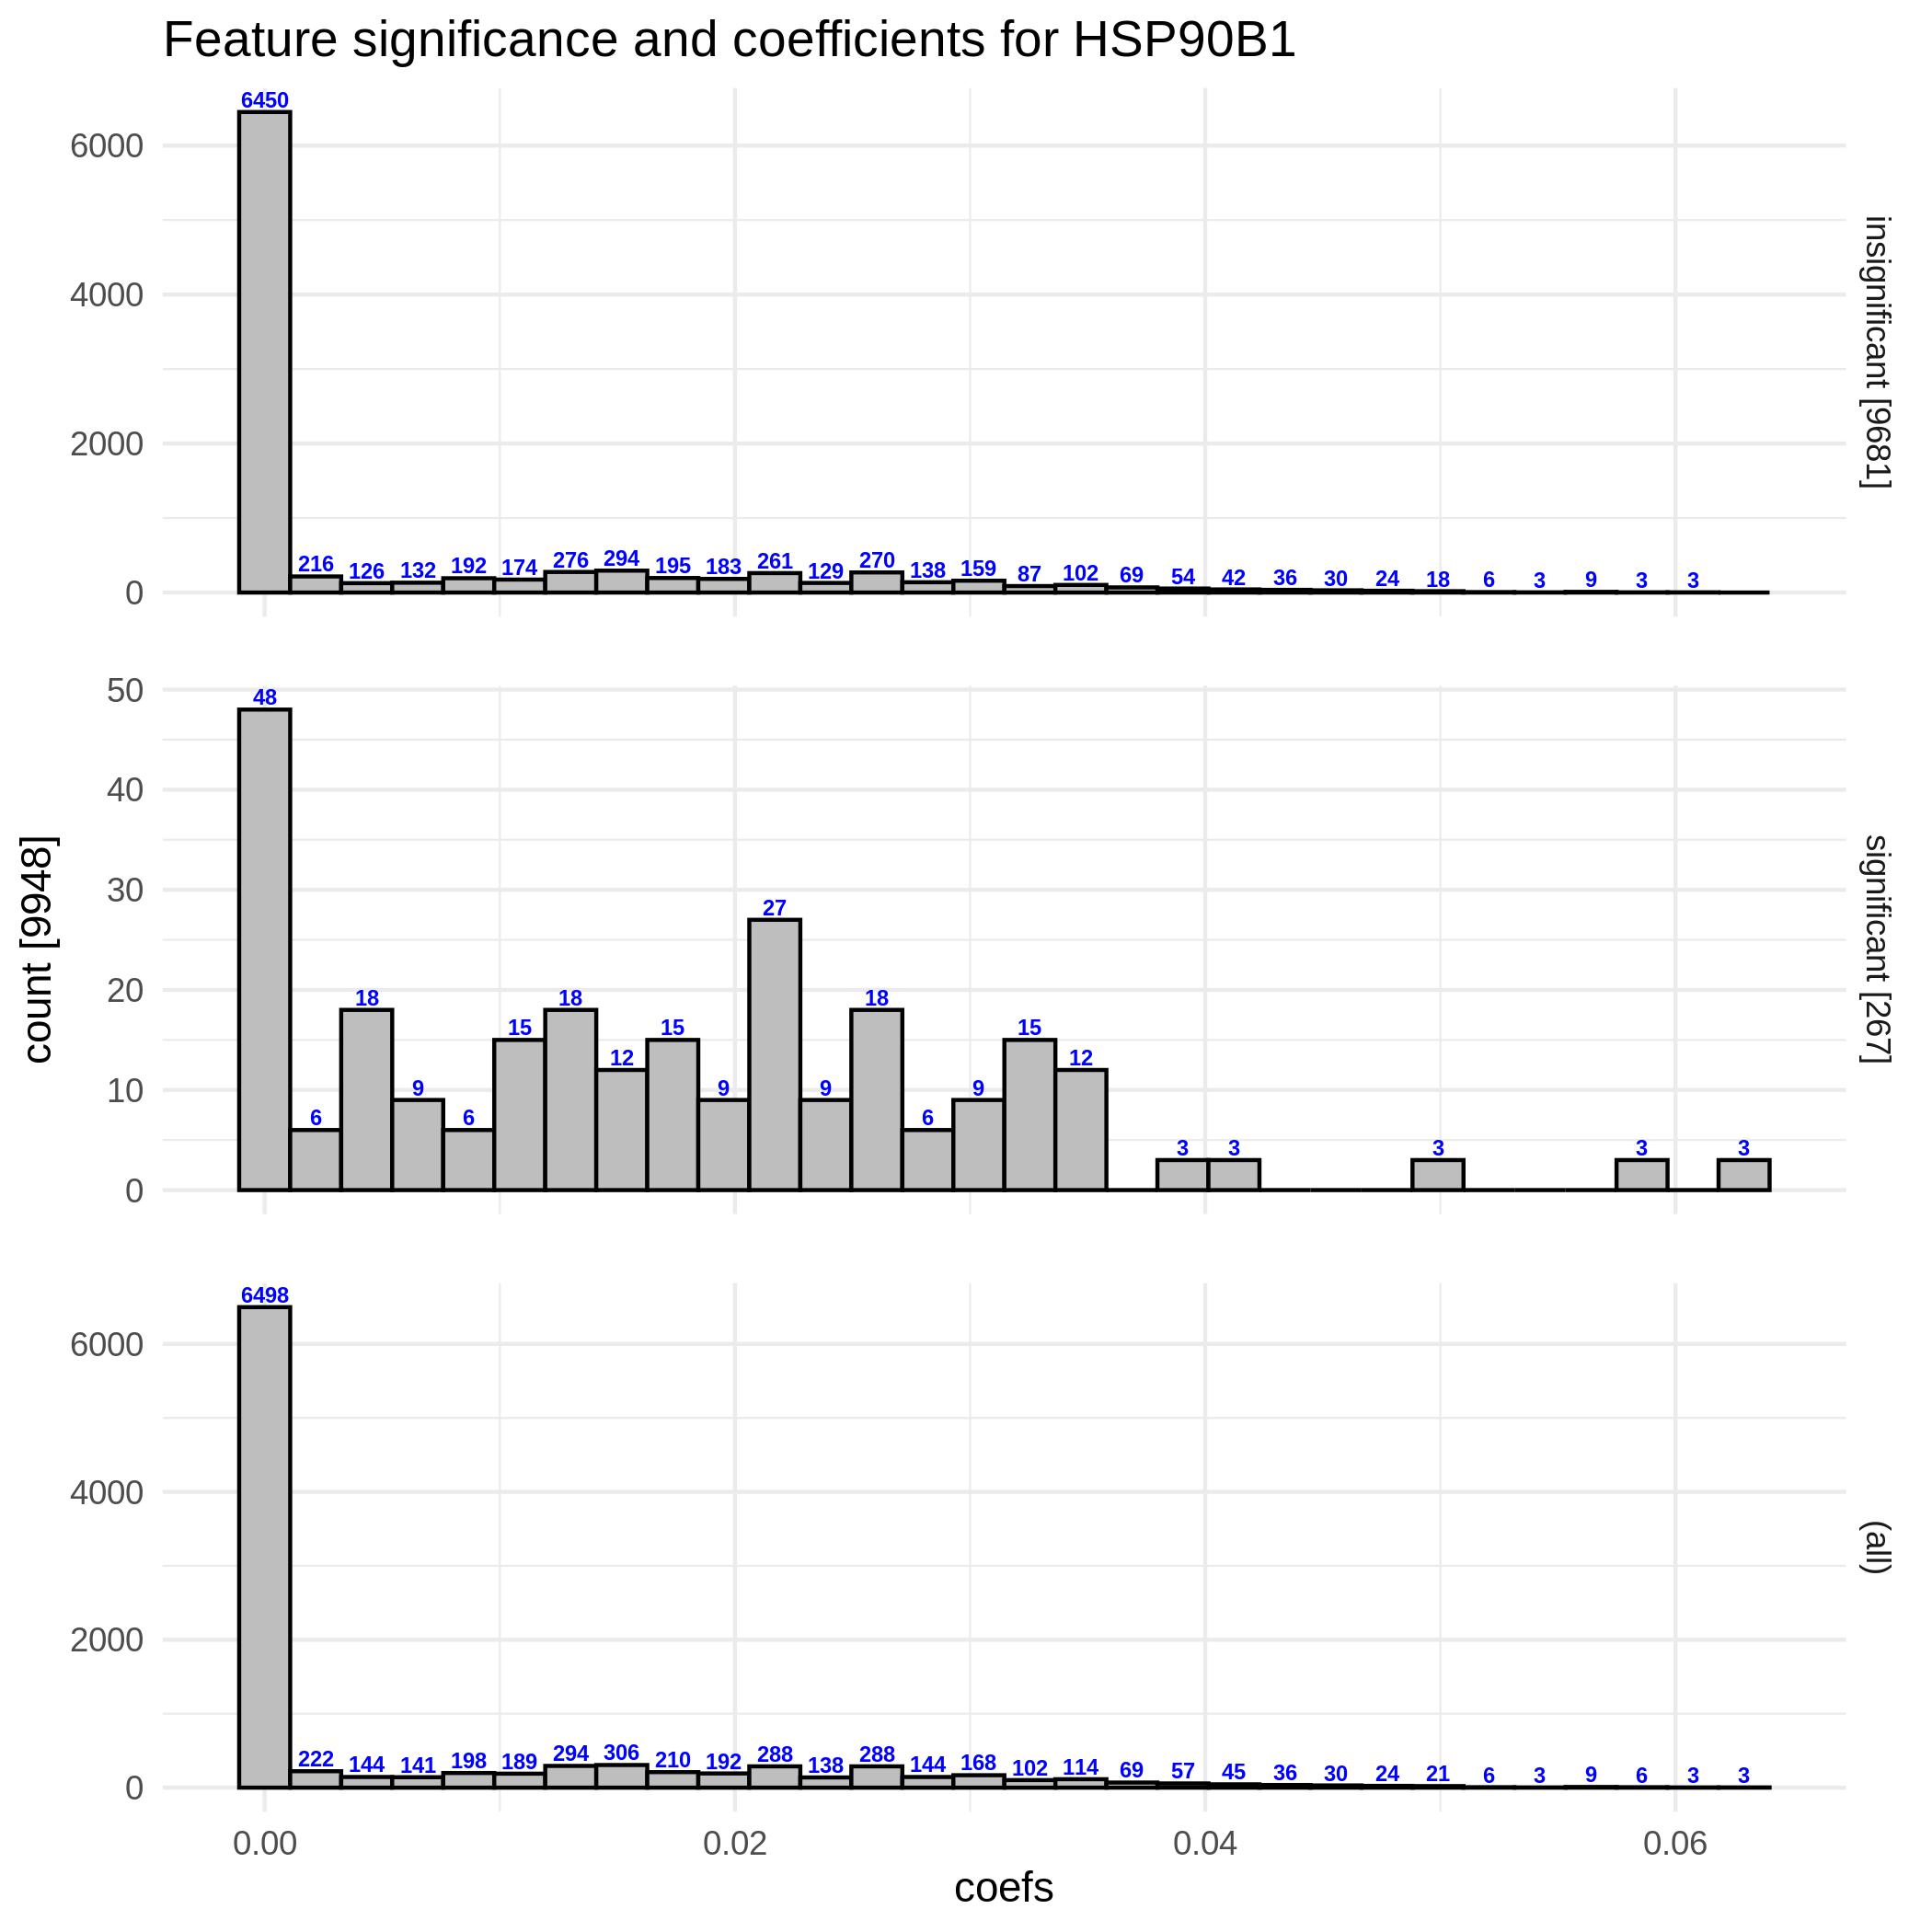 Feature significance and coefficients for HSP90B1
6450
6000
4000
2000
0
216 126 132 192 174 276 294 195 183 261 129 270 138 159 87 102 69 54 42 36 30 24 18 6 3 9 3 3
insignificant [9681]
50
40
30
20
10
0
48 6 18 9 6 15 18 12 15 9 27 9 18 6 9 15 12 3 3 3 3 3
significant [267]
count [9948]
6498
6000
4000
2000
0
222 144 141 198 189 294 306 210 192 288 138 288 144 168 102 114 69 57 45 36 30 24 21 6 3 9 6 3 3
(all)
0.00 0.02 0.04 0.06
coefs